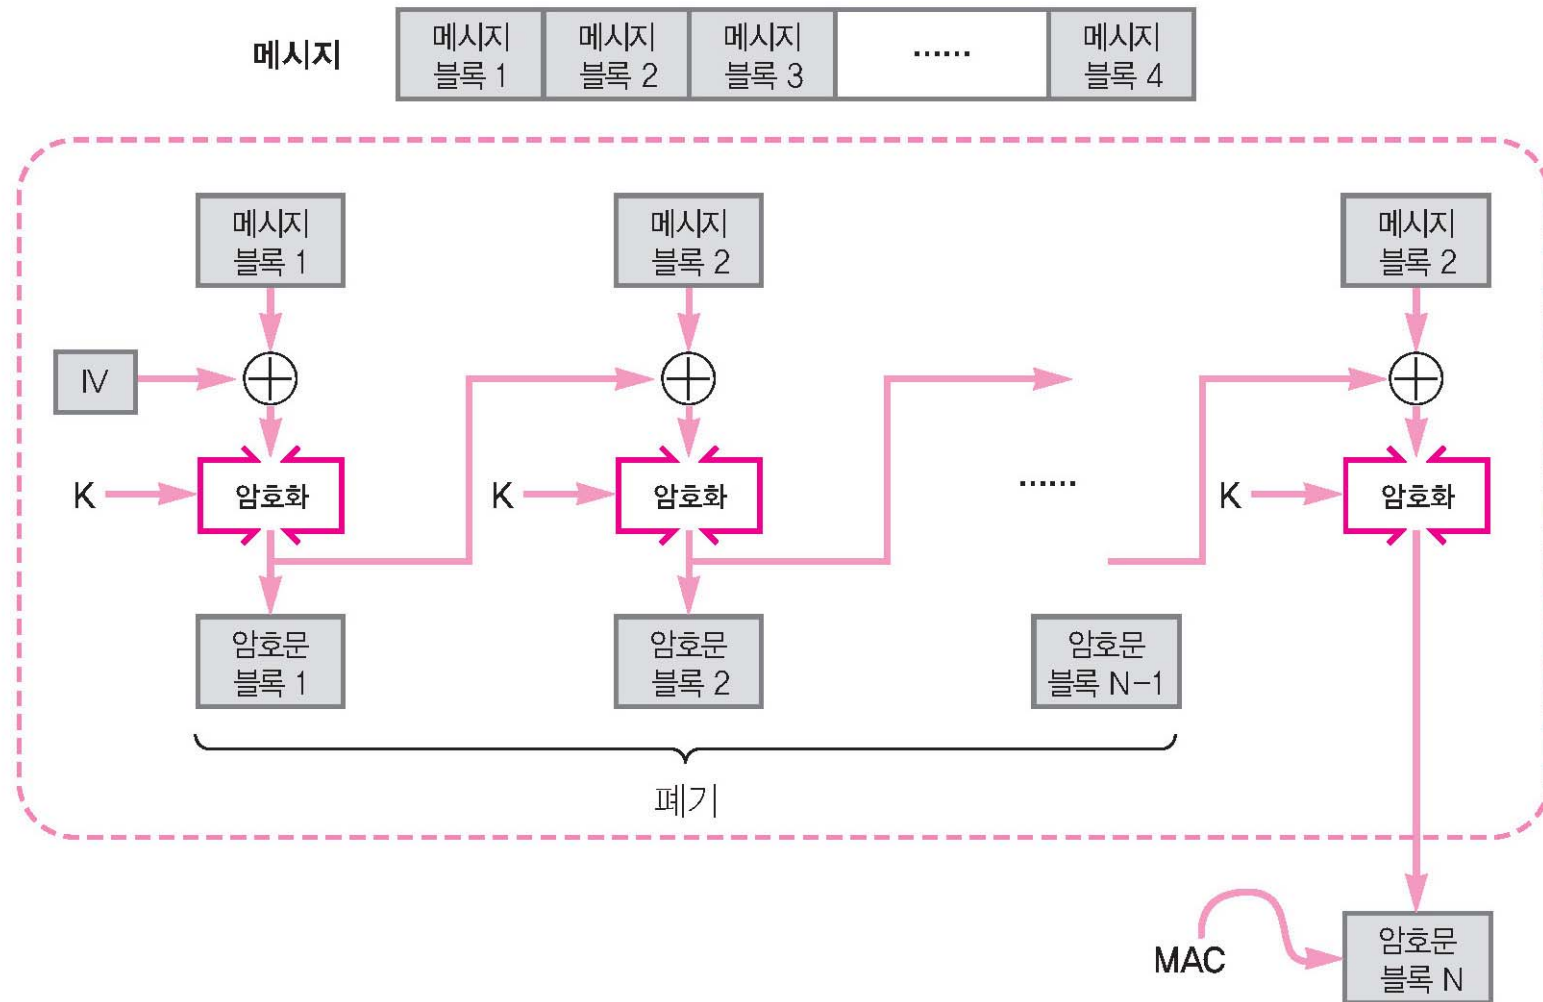 메시지
메시지
블록 1
메시지
블록 2
메시지
블록 3
......
메시지
블록 4
메시지
블록 1
메시지
블록 2
메시지
블록 2
IV
K
암호화
K
암호화
......
K
암호화
암호문
블록 1
암호문
블록 2
암호문
블록 N-1
폐기
MAC
암호문
블록 N